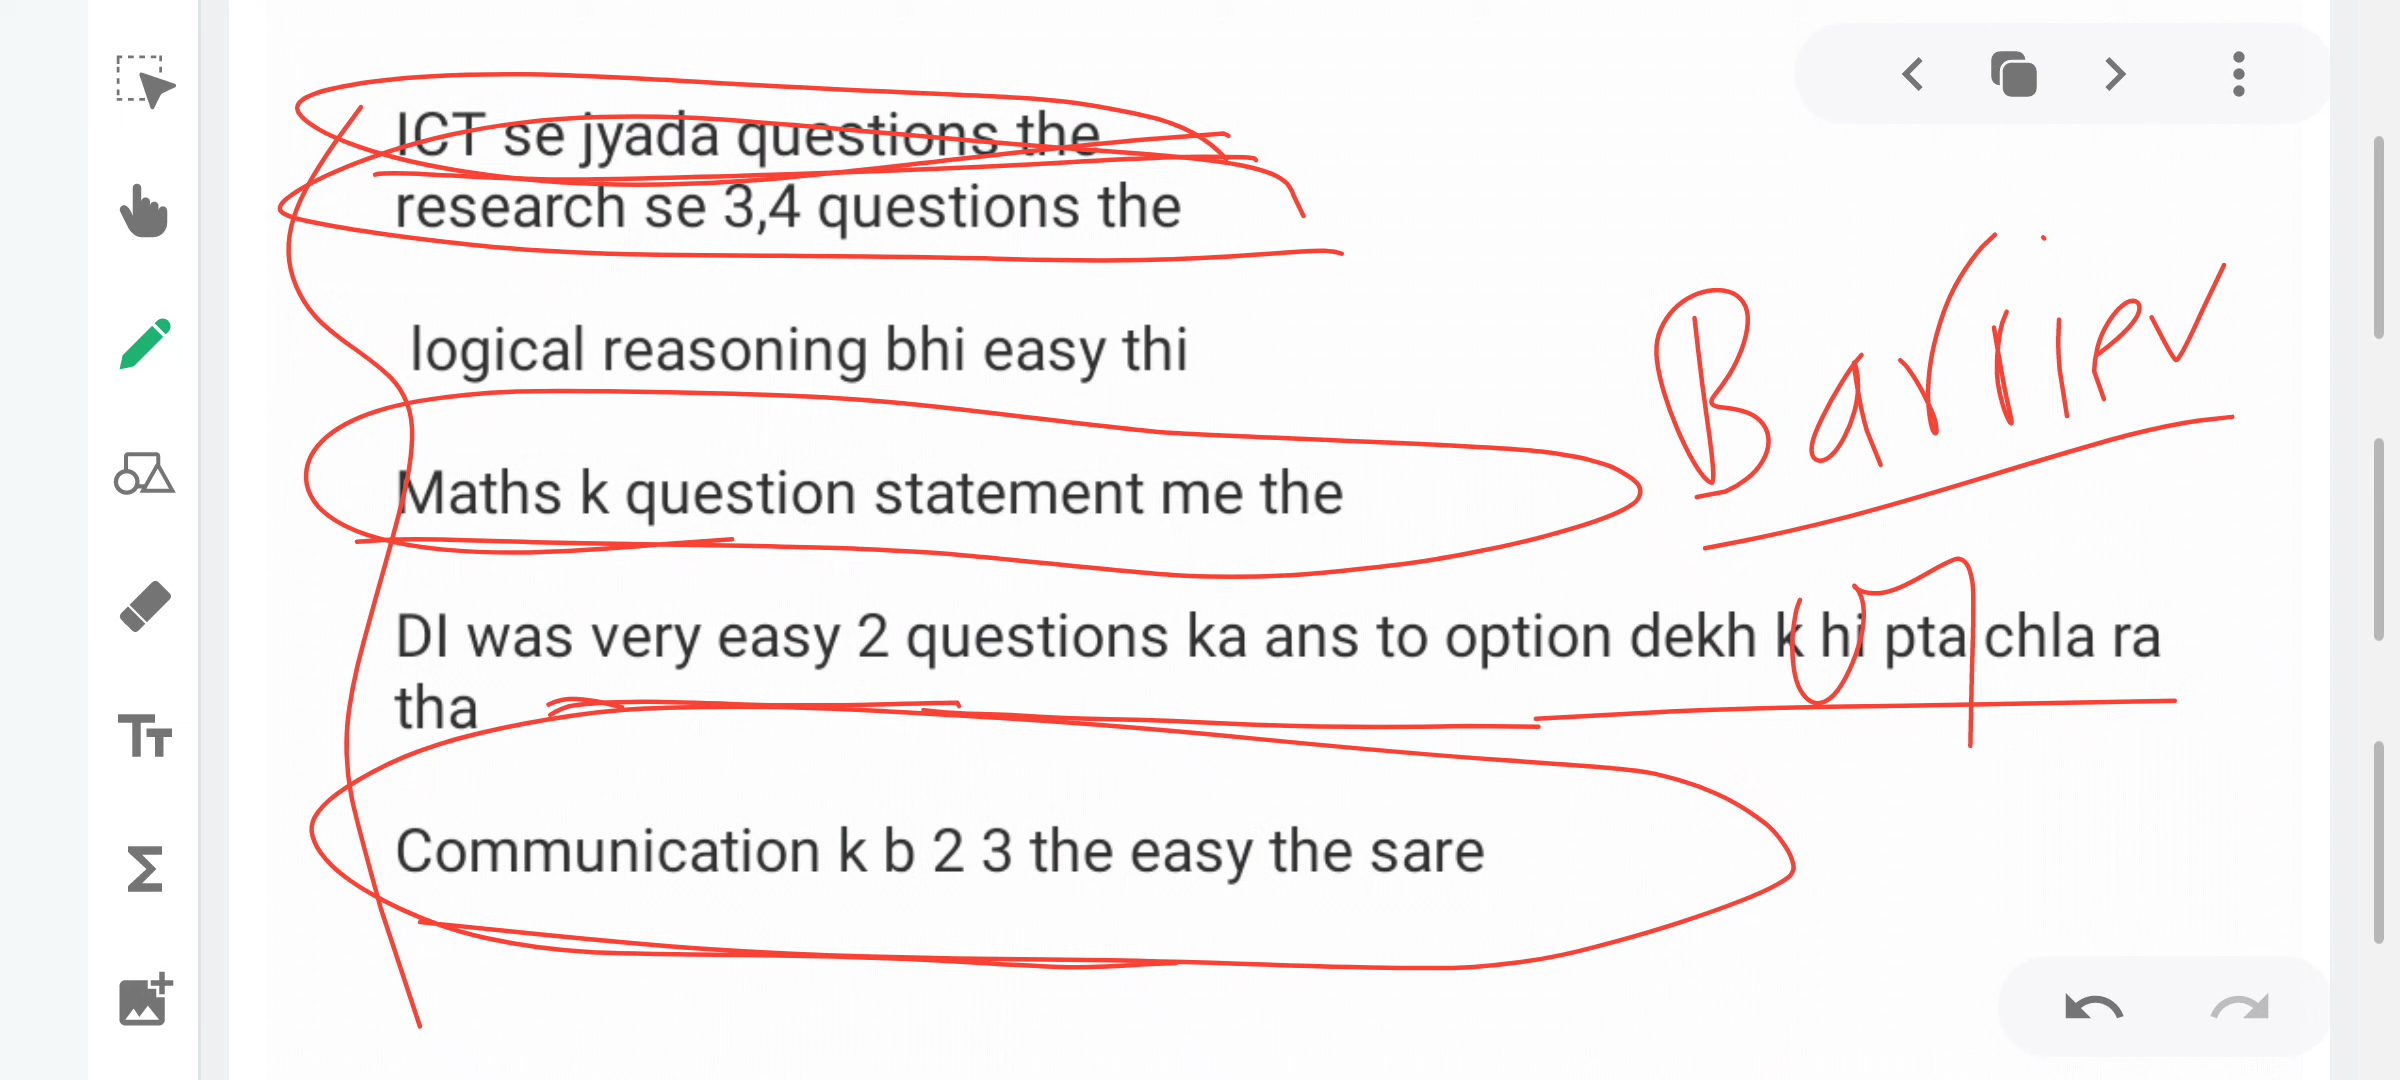 ICT se jyada questions the
research se 3,4 questions the
logical reasoning bhi easy thi
Barrier
Maths k question statement me the
DI was very easy 2 questions ka ans to option dekh k hi pta chla ra
tha
Communication k b 2 3 the easy the sare